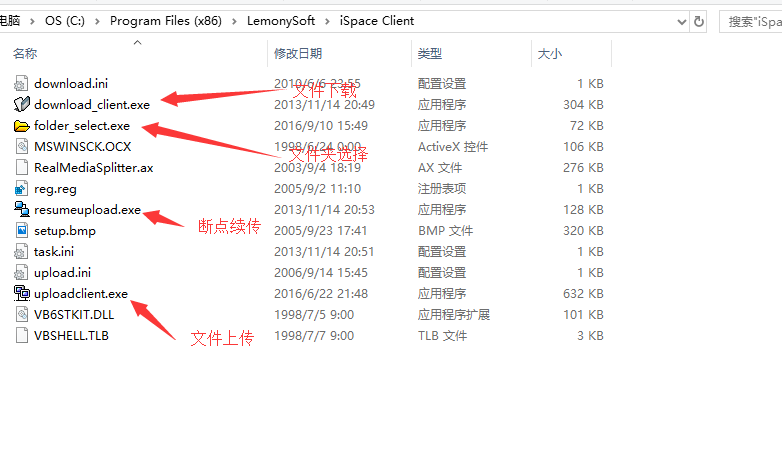 电脑 > OS (C:) > Program Files (x86) > LemonySoft > iSpace Client 搜索"iSpa
名称 修改日期 类型 大小
download.ini 2010/6/6 23:55 配置设置 1 KB
文件下载
download_client.exe 2013/11/14 20:49 应用程序 304 KB
folder_select.exe 2016/9/10 15:49 应用程序 72 KB
MSWINSCK.OCX 1998/6/24 0:00 ActiveX 控件 106 KB
文件夹选择
RealMediaSplitter.ax 2003/9/4 18:19 AX 文件 276 KB
reg.reg 2005/9/2 11:10 注册表项 1 KB
resumeupload.exe 2013/11/14 20:53 应用程序 128 KB
断点续传
setup.bmp 2005/9/23 17:41 BMP 文件 320 KB
task.ini 2013/11/14 20:51 配置设置 1 KB
upload.ini 2006/9/14 15:45 配置设置 1 KB
uploadclient.exe 2016/6/22 21:48 应用程序 632 KB
VB6STKIT.DLL 1998/7/5 9:00 应用程序扩展 101 KB
VBSHELL.TLB 1998/7/7 9:00 TLB 文件 3 KB
文件上传